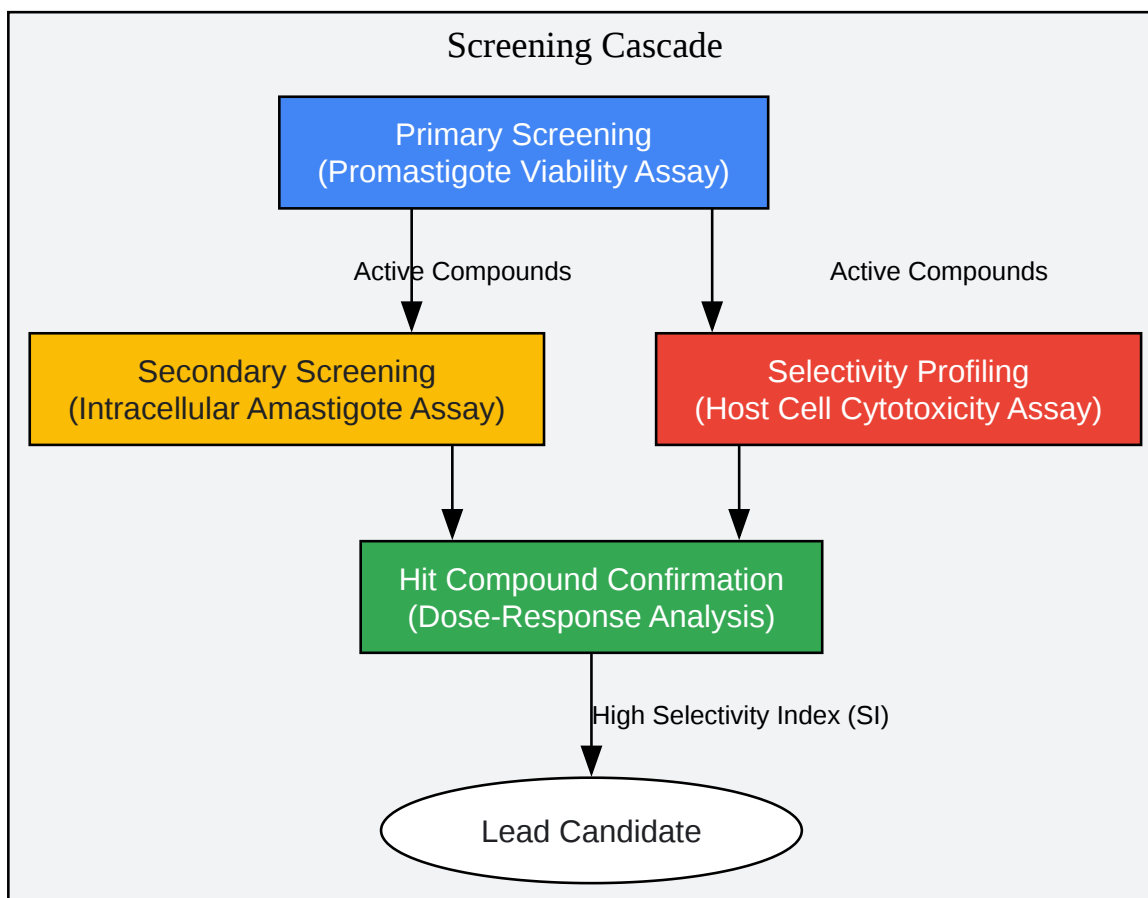 Screening Cascade
Primary Screening
(Promastigote Viability Assay)
Active Compounds
Active Compounds
Secondary Screening
(Intracellular Amastigote Assay)
Selectivity Profiling
(Host Cell Cytotoxicity Assay)
Hit Compound Confirmation
(Dose-Response Analysis)
High Selectivity Index (SI)
Lead Candidate